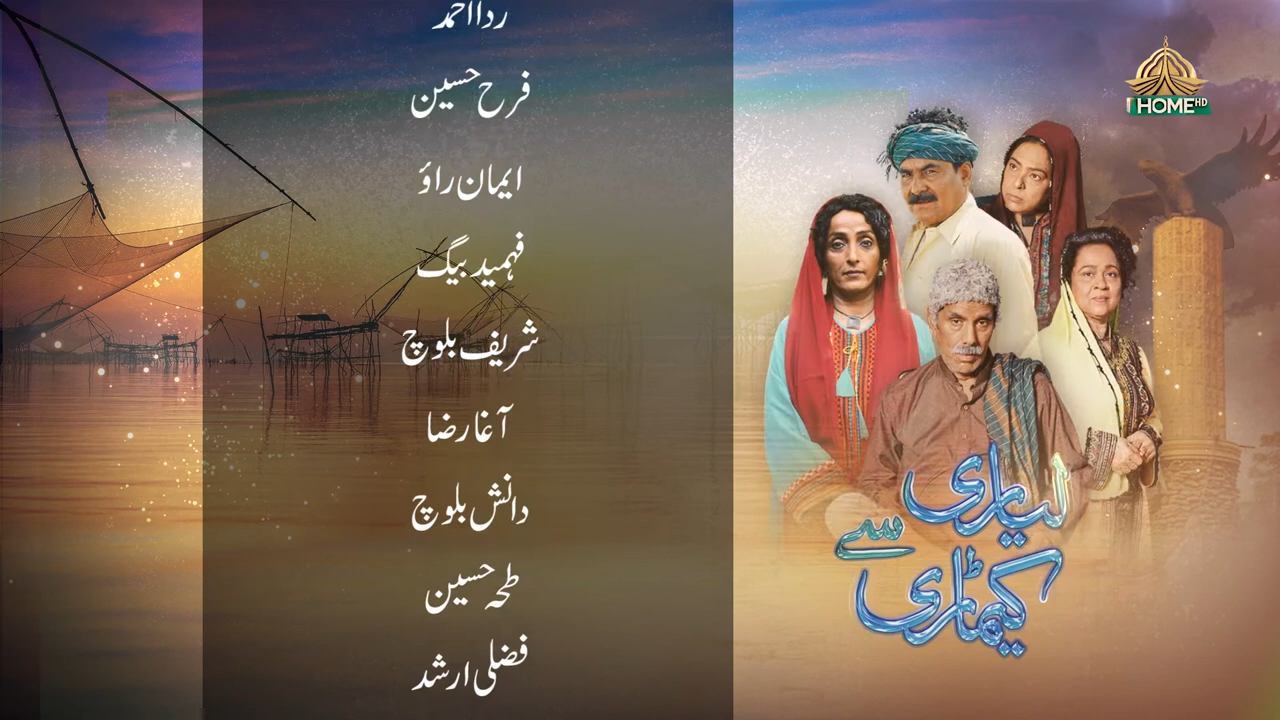 ردا احمد
فرح حسین
ایمان راؤ
فہمید بیگ
شریف بلوچ
آغا رضا
دانش بلوچ
طحہ حسین
فضلی ارشد
HOME HD
لیاری
سے
کیماڑی